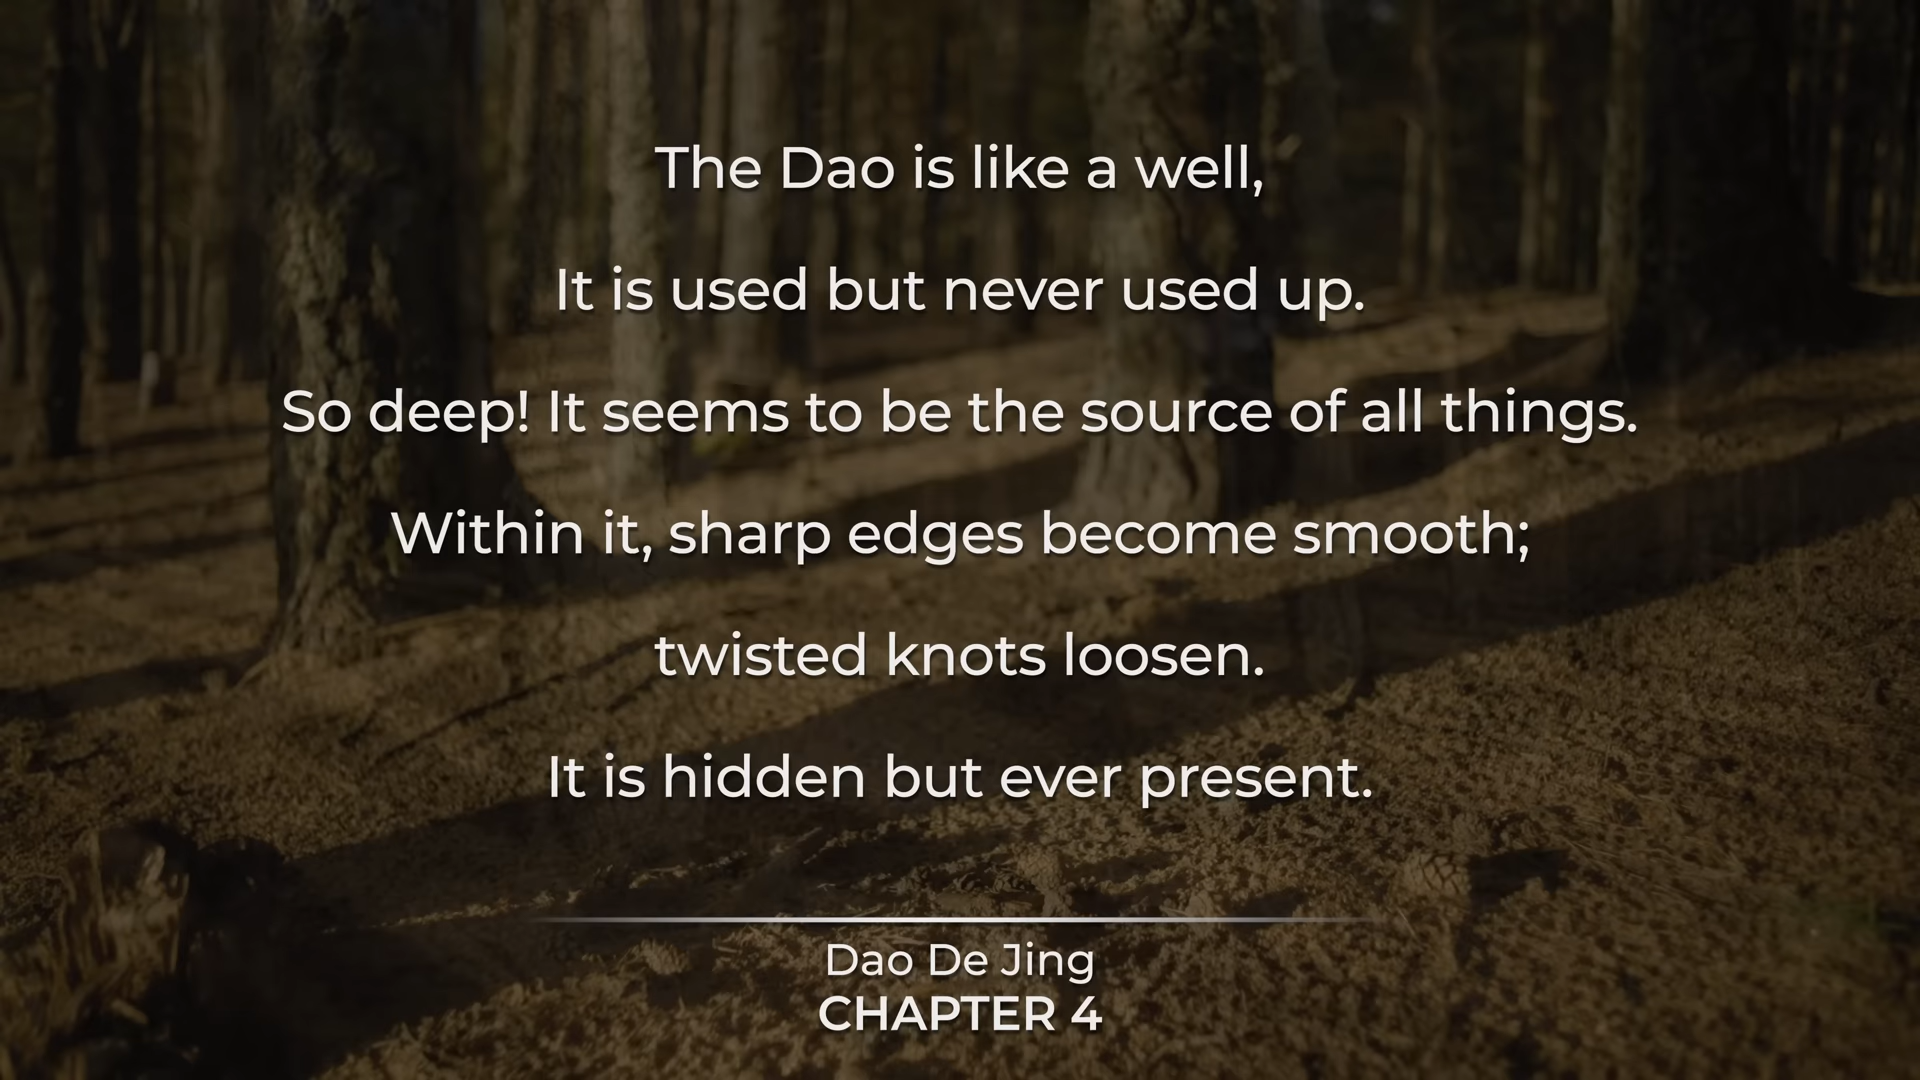 The Dao is like a well,
It is used but never used up.
So deep! It seems to be the source of all things.
Within it, sharp edges become smooth;
twisted knots loosen.
It is hidden but ever present.
Dao De Jing
CHAPTER 4